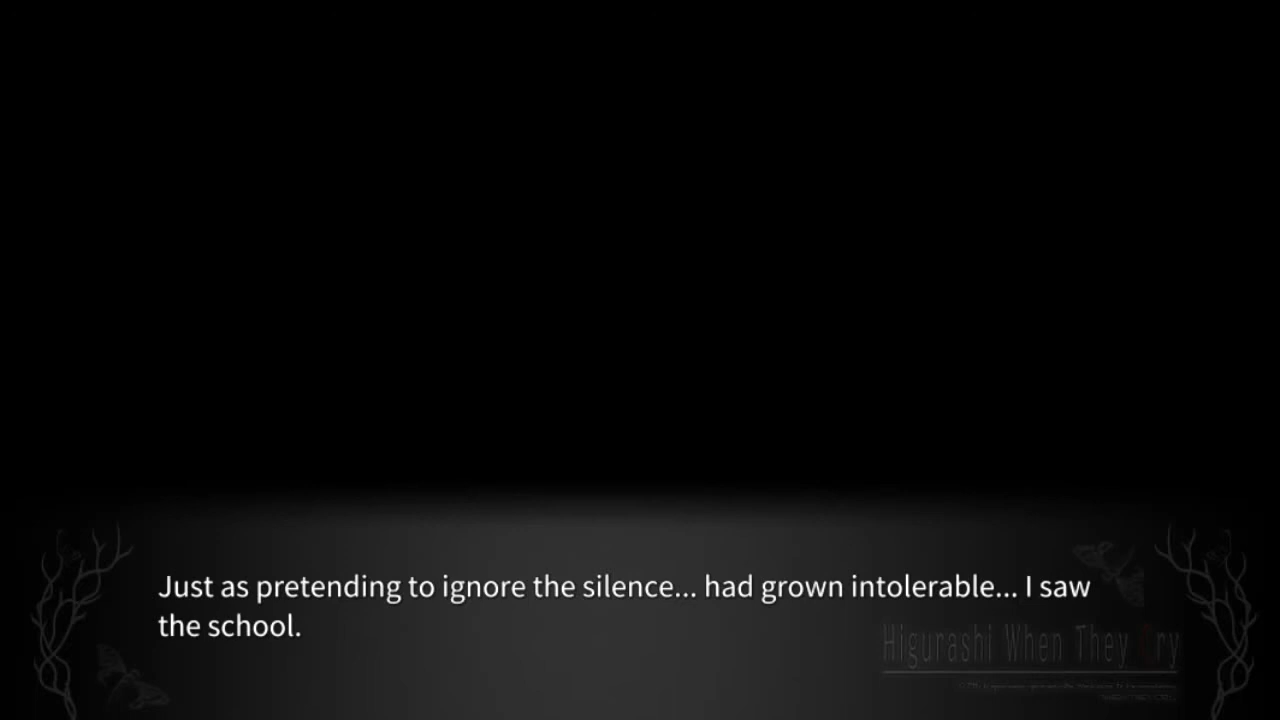 Just as pretending to ignore the silence... had grown intolerable... I saw
the school.
Higurashi When They Cry